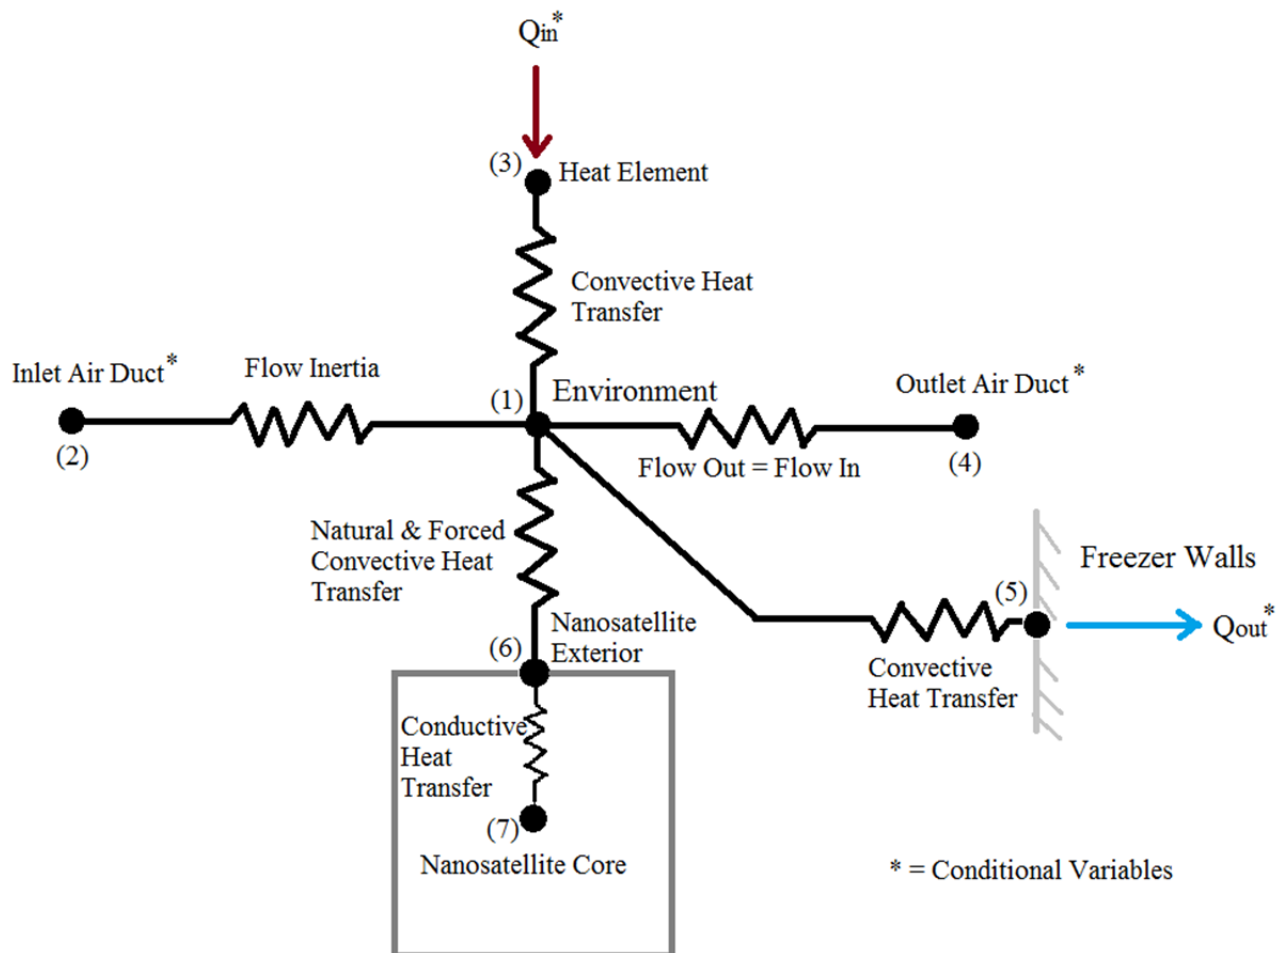 Qin*
(3)
Heat Element
Convective Heat
Transfer
Inlet Air Duct*
Flow Inertia
(1)
Environment
Outlet Air Duct*
(2)
Flow Out = Flow In
(4)
Natural & Forced
Convective Heat
Transfer
Freezer Walls
(5)
Qout*
Nanosatellite
Exterior
(6)
Convective
Heat Transfer
Conductive
Heat
Transfer
(7)
Nanosatellite Core
* = Conditional Variables